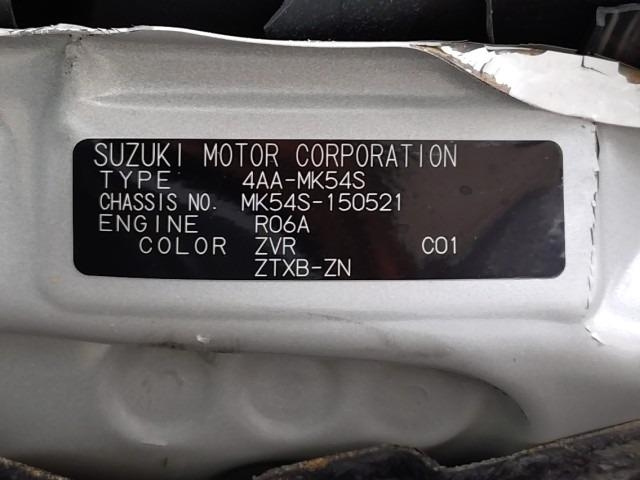 SUZUKI MOTOR CORPORATION
TYPE 4AA-MK54S
CHASSIS NO. MK54S-150521
ENGINE R06A
COLOR ZVR C01
ZTXB-ZN